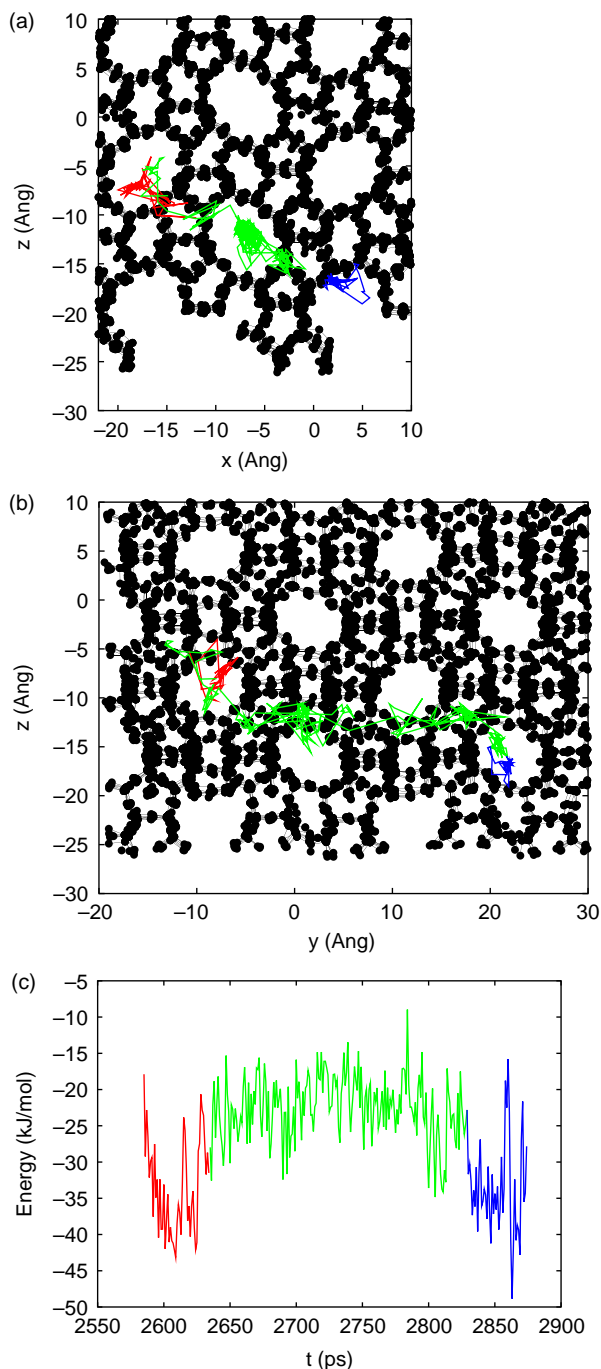 (a)
10
5
0
−5
−10
−15
−20
−25
−30
z (Ang)
−20 −15 −10 −5 0 5 10
x (Ang)
(b)
10
5
0
−5
−10
−15
−20
−25
−30
z (Ang)
−20 −10 0 10 20 30
y (Ang)
(c)
−5
−10
−15
−20
−25
−30
−35
−40
−45
−50
Energy (kJ/mol)
2550 2600 2650 2700 2750 2800 2850 2900
t (ps)